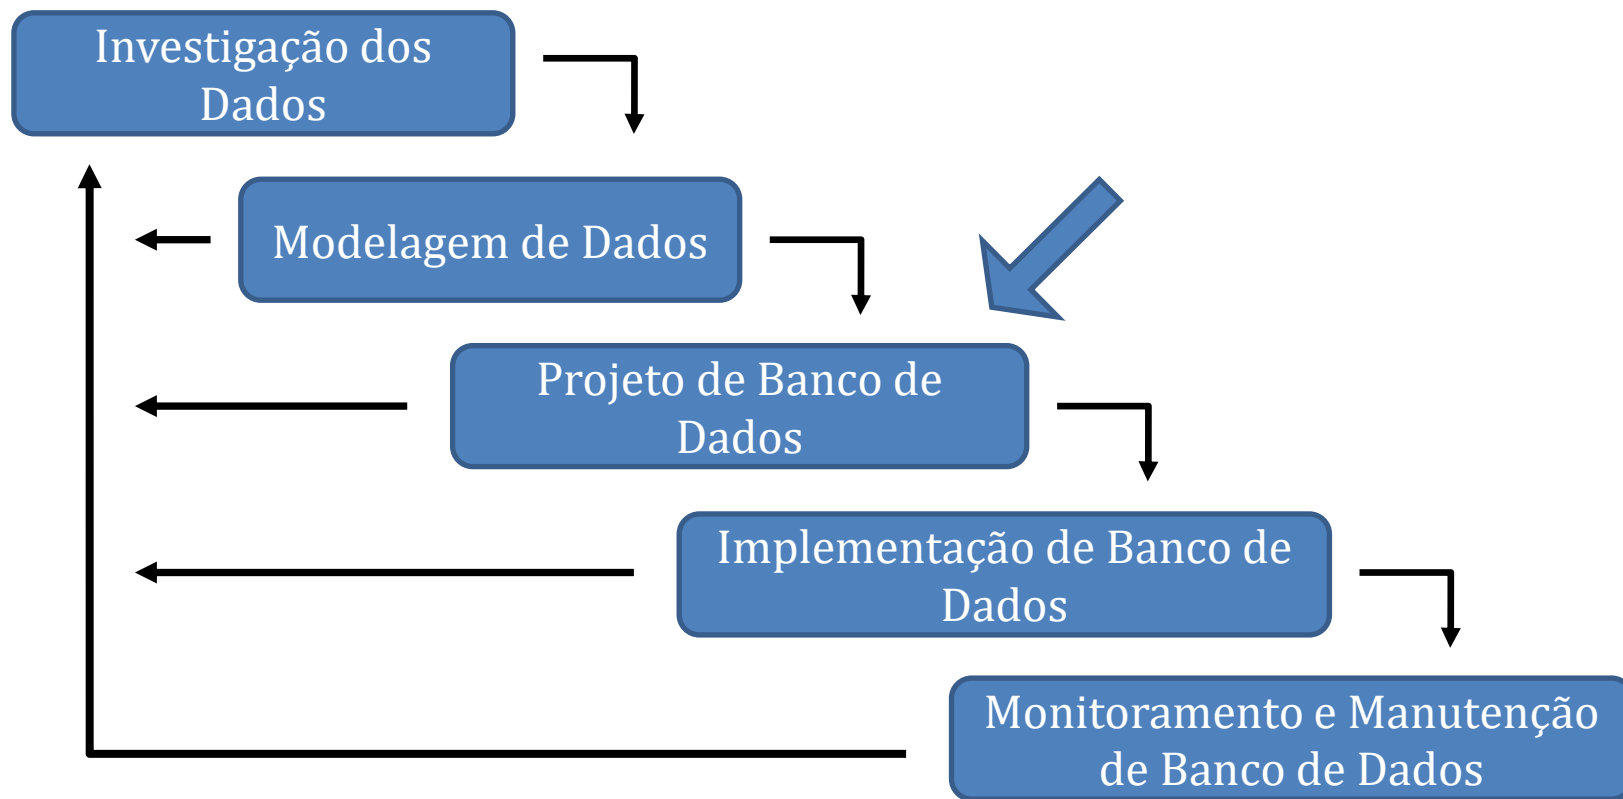 Investigação dos
Dados
Modelagem de Dados
Projeto de Banco de
Dados
Implementação de Banco de
Dados
Monitoramento e Manutenção
de Banco de Dados